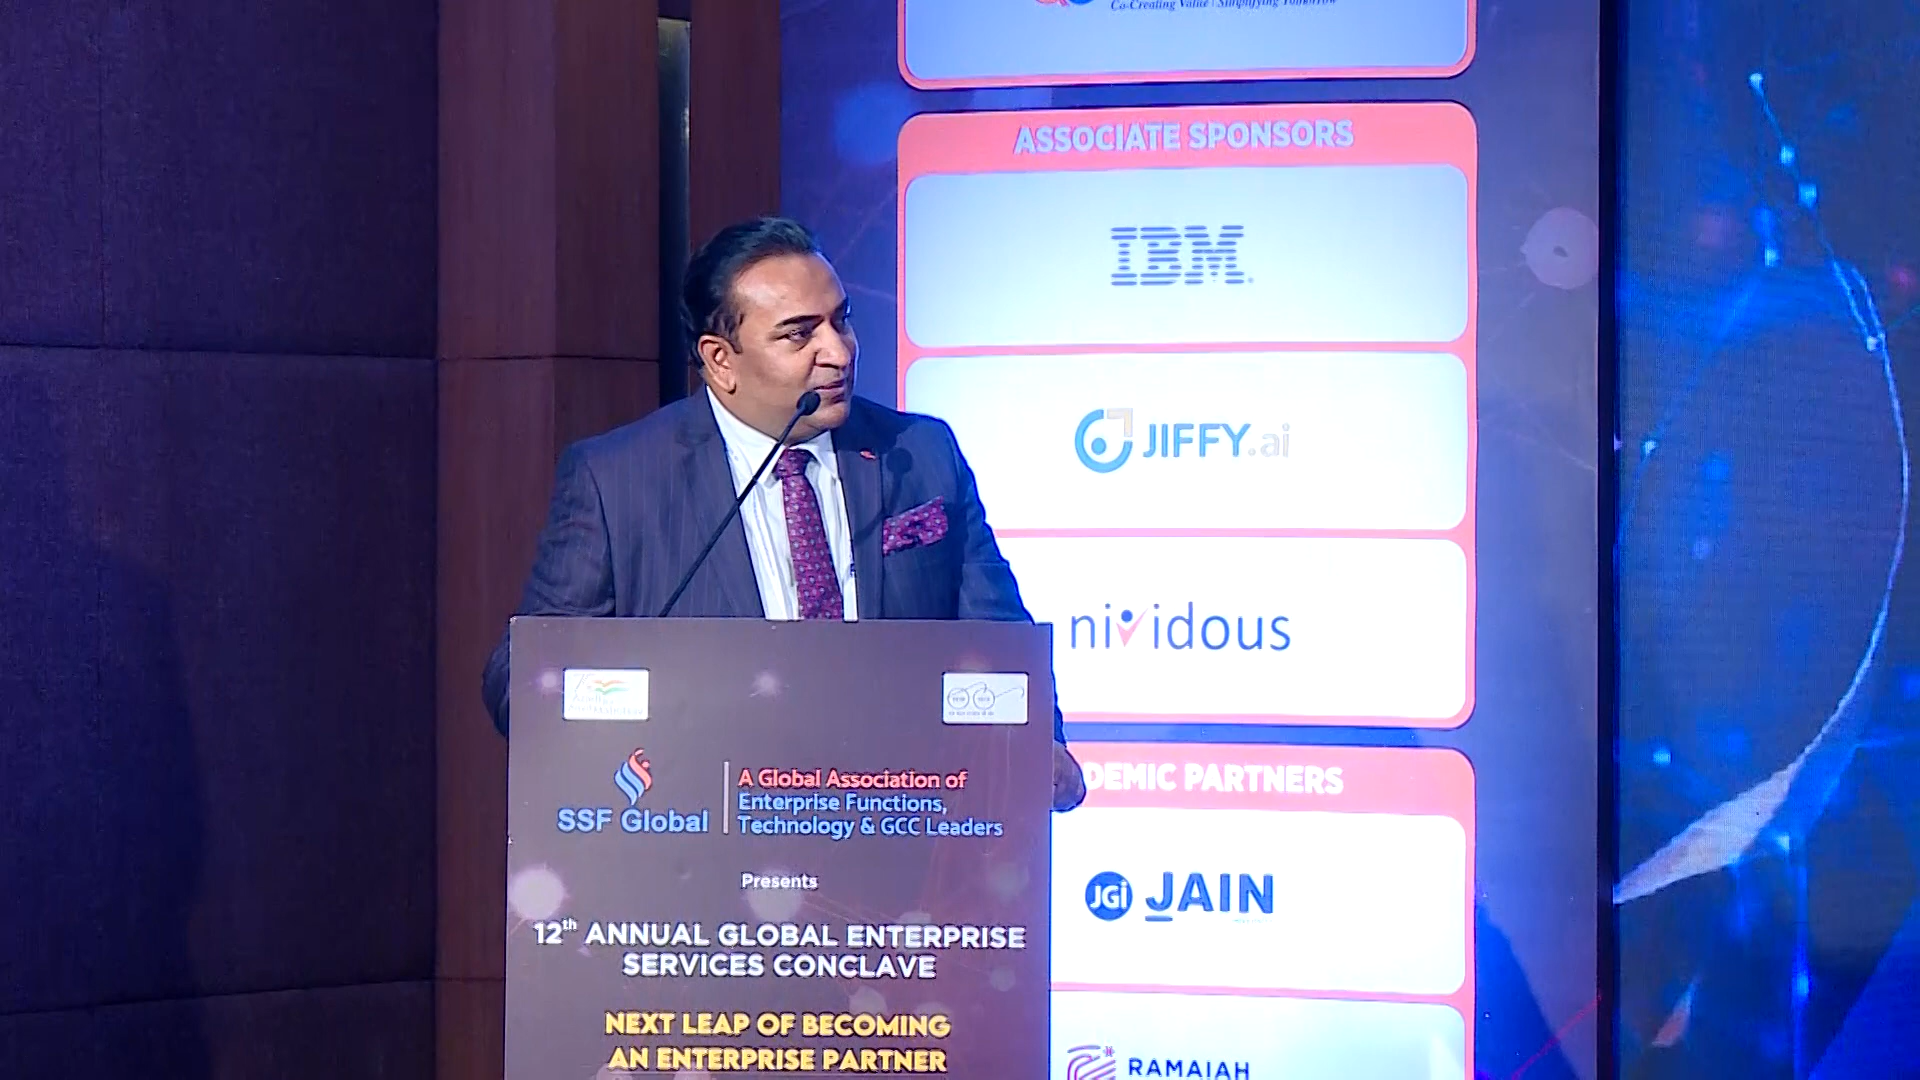 Co-Creating Value | Simplifying Tomorrow
ASSOCIATE SPONSORS
IBM
JIFFY.ai
nividous
DEMIC PARTNERS
JGi JAIN
RAMAIAH
SSF Global
A Global Association of
Enterprise Functions,
Technology & GCC Leaders
Presents
12th ANNUAL GLOBAL ENTERPRISE
SERVICES CONCLAVE
NEXT LEAP OF BECOMING
AN ENTERPRISE PARTNER